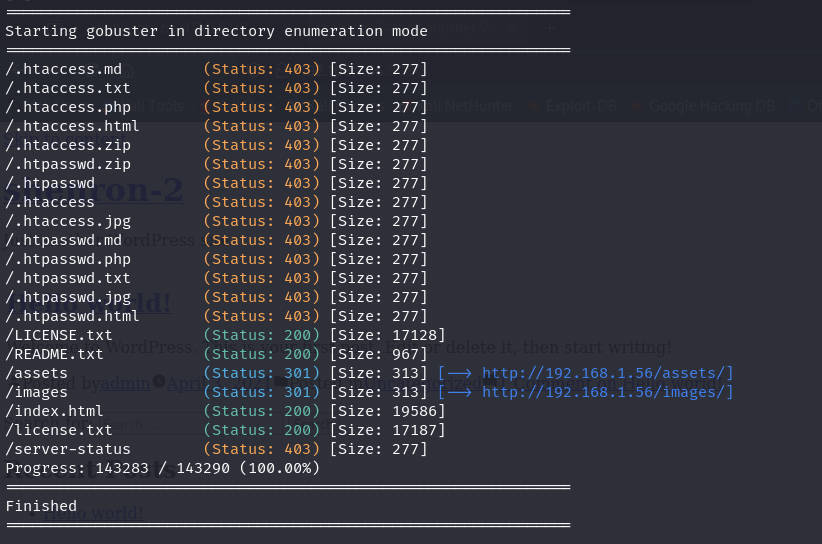 Starting gobuster in directory enumeration mode
/.htaccess.md (Status: 403) [Size: 277]
/.htaccess.txt (Status: 403) [Size: 277]
/.htaccess.php (Status: 403) [Size: 277]
/.htaccess.html (Status: 403) [Size: 277]
/.htaccess.zip (Status: 403) [Size: 277]
/.htpasswd.zip (Status: 403) [Size: 277]
/.htpasswd (Status: 403) [Size: 277]
/.htaccess (Status: 403) [Size: 277]
/.htaccess.jpg (Status: 403) [Size: 277]
/.htpasswd.md (Status: 403) [Size: 277]
/.htpasswd.php (Status: 403) [Size: 277]
/.htpasswd.txt (Status: 403) [Size: 277]
/.htpasswd.jpg (Status: 403) [Size: 277]
/.htpasswd.html (Status: 403) [Size: 277]
/LICENSE.txt (Status: 200) [Size: 17128]
/README.txt (Status: 200) [Size: 967]
/assets (Status: 301) [Size: 313] [--> http://192.168.1.56/assets/]
/images (Status: 301) [Size: 313] [--> http://192.168.1.56/images/]
/index.html (Status: 200) [Size: 19586]
/license.txt (Status: 200) [Size: 17187]
/server-status (Status: 403) [Size: 277]
Progress: 143283 / 143290 (100.00%)
Finished